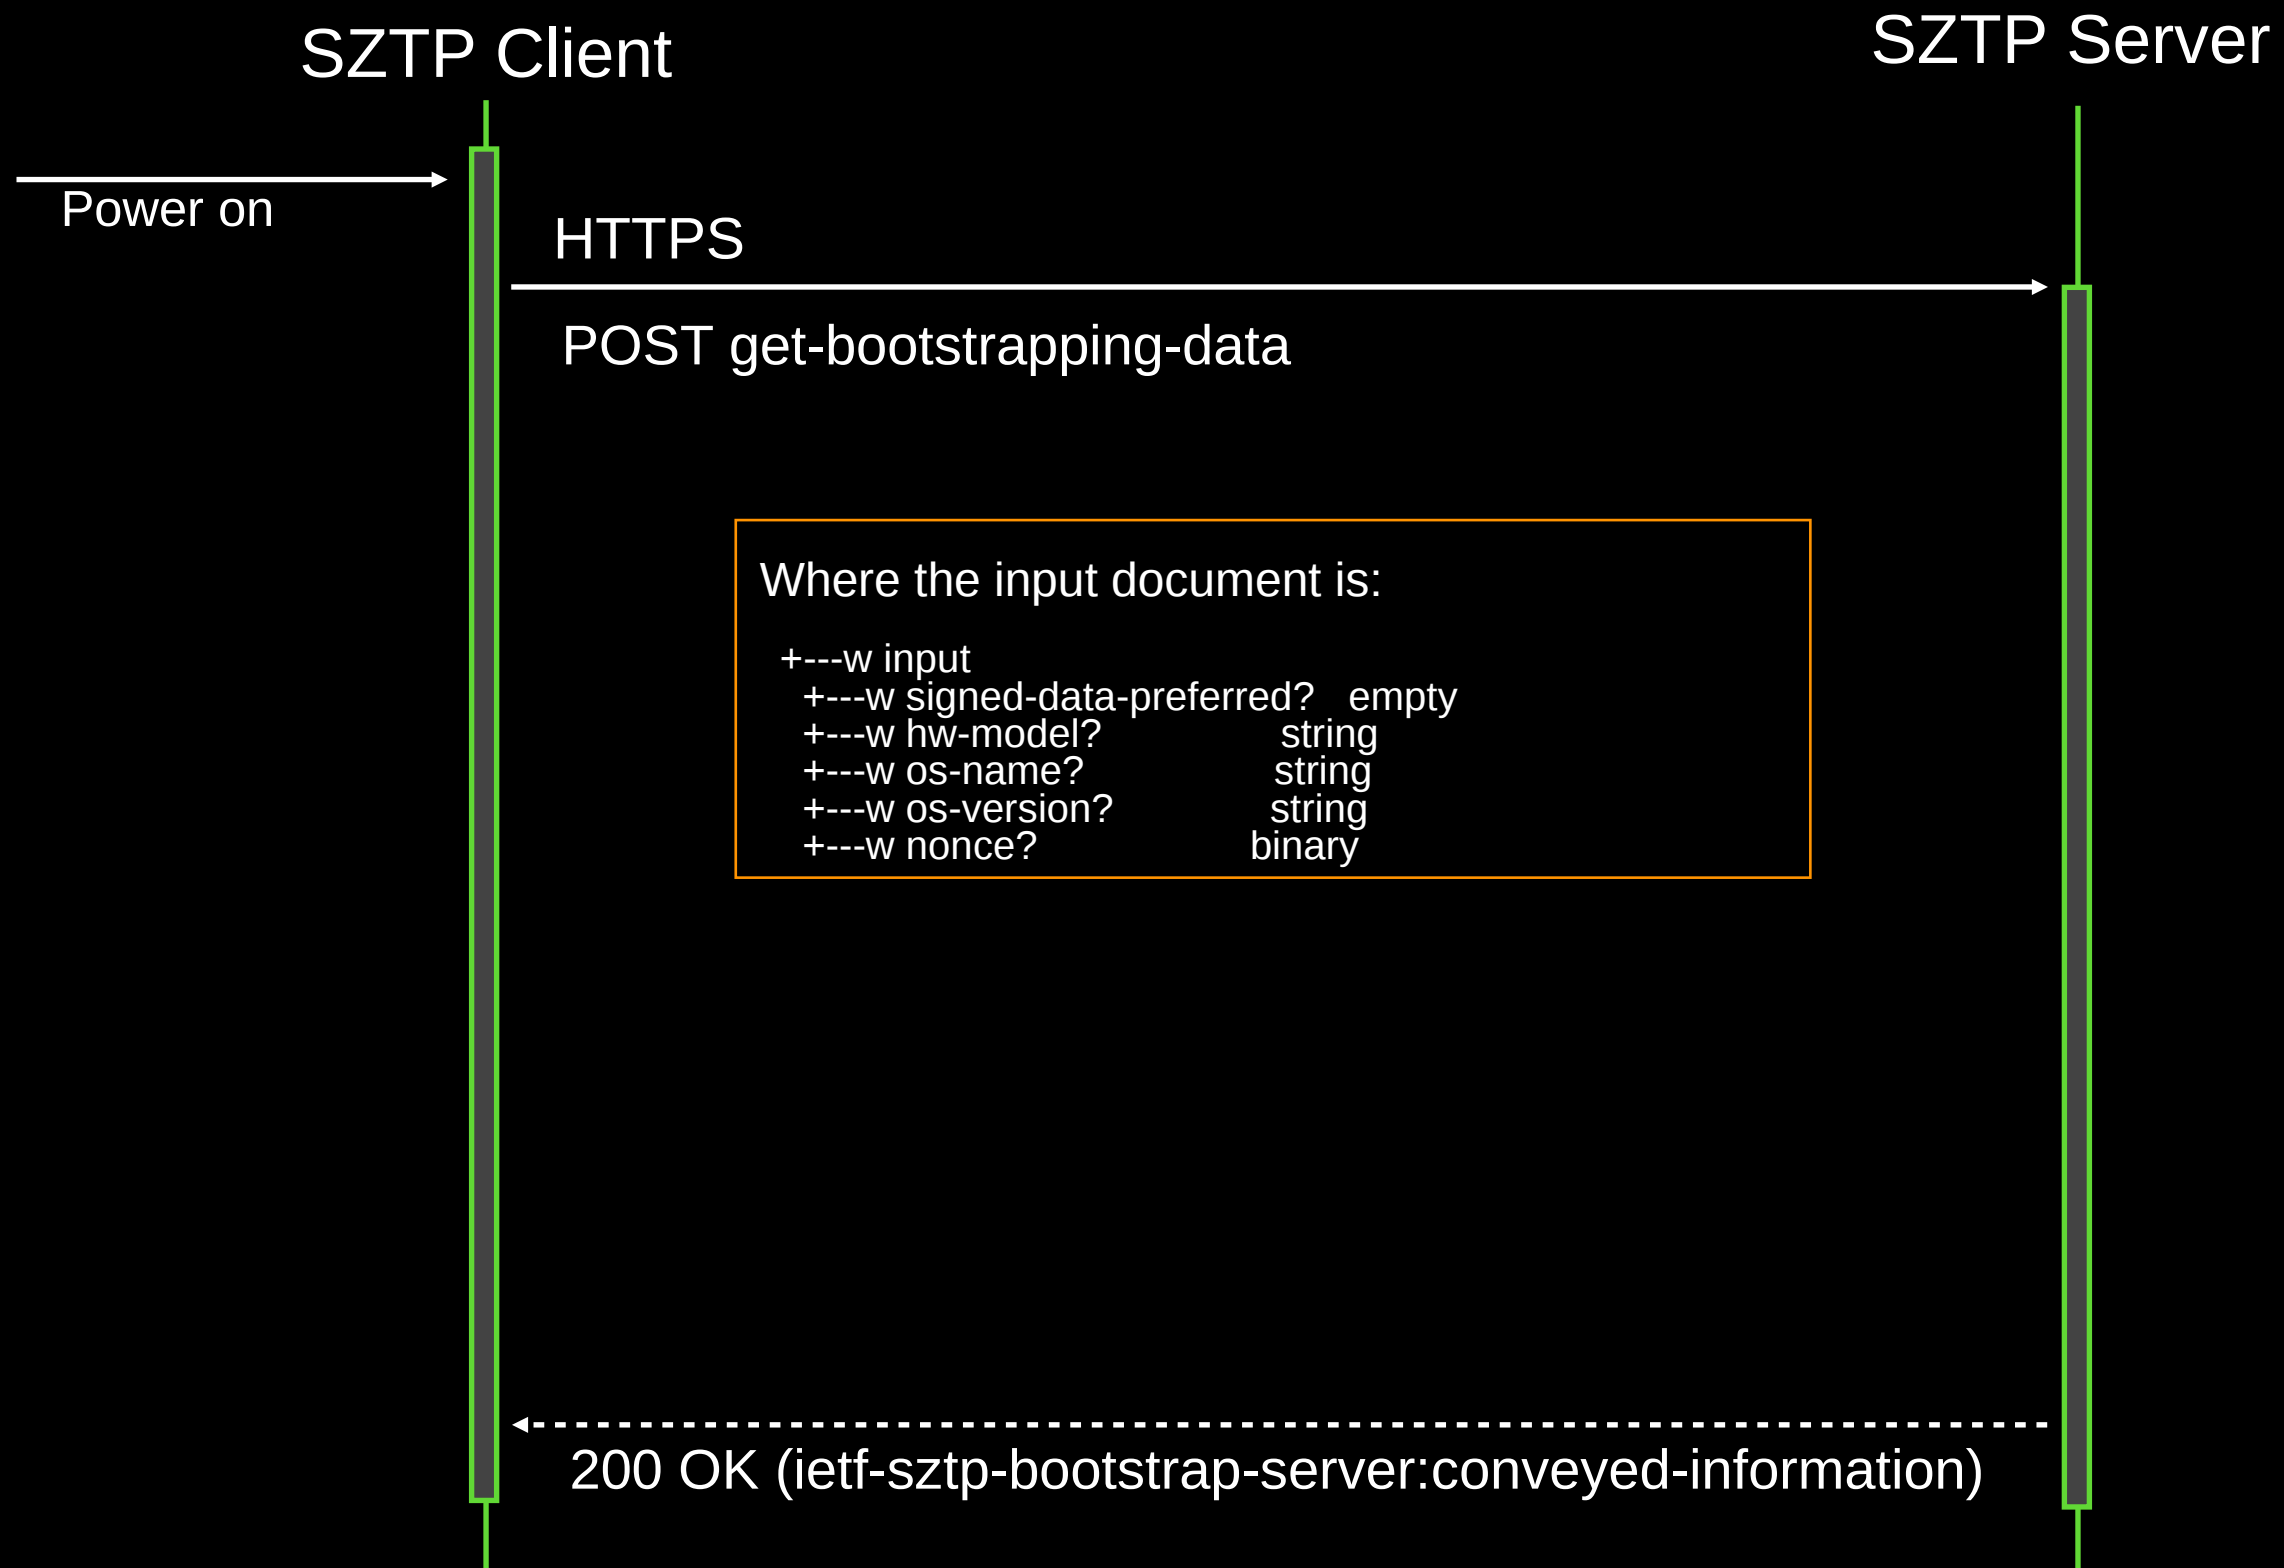 SZTP Client
SZTP Server
Power on
HTTPS
POST get-bootstrapping-data
Where the input document is:
+---w input
+---w signed-data-preferred?   empty
+---w hw-model?                string
+---w os-name?                 string
+---w os-version?              string
+---w nonce?                   binary
200 OK (ietf-sztp-bootstrap-server:conveyed-information)